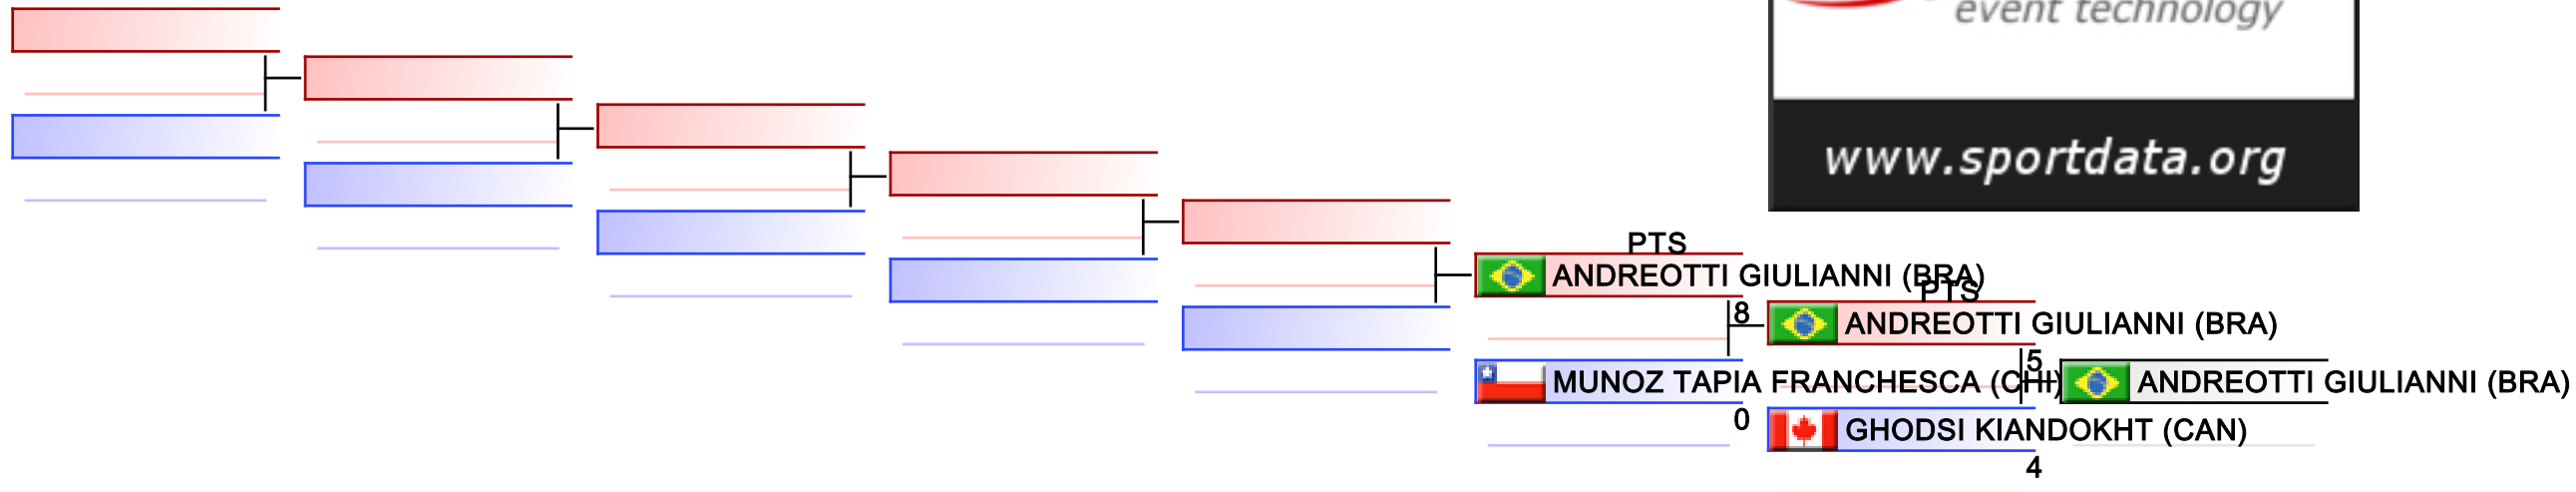 event technology
www.sportdata.org
PTS
ANDREOTTI GIULIANNI (BRA)
8
MUNOZ TAPIA FRANCHESCA (CHI)
0
PTS
ANDREOTTI GIULIANNI (BRA)
5
GHODSI KIANDOKHT (CAN)
4
ANDREOTTI GIULIANNI (BRA)